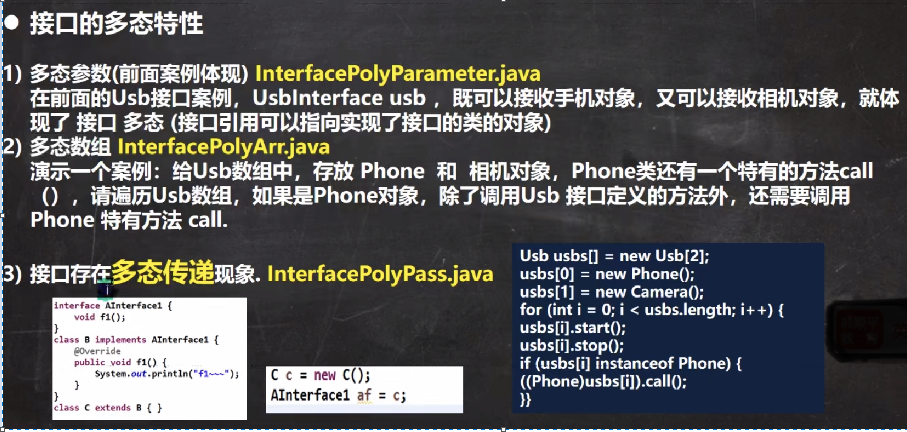 ● 接口的多态特性
1) 多态参数(前面案例体现) InterfacePolyParameter.java
在前面的Usb接口案例，UsbInterface usb ，既可以接收手机对象，又可以接收相机对象，就体
现了 接口 多态 (接口引用可以指向实现了接口的类的对象)
2) 多态数组 InterfacePolyArr.java
演示一个案例：给Usb数组中，存放 Phone 和 相机对象，Phone类还有一个特有的方法call
（），请遍历Usb数组，如果是Phone对象，除了调用Usb 接口定义的方法外，还需要调用
Phone 特有方法 call.
3) 接口存在多态传递现象. InterfacePolyPass.java
interface AInterface1 {
void f1();
}
class B implements AInterface1 {
@Override
public void f1() {
System.out.println("f1~~~");
}
}
class C extends B { }
C c = new C();
AInterface1 af = c;
Usb usbs[] = new Usb[2];
usbs[0] = new Phone();
usbs[1] = new Camera();
for (int i = 0; i < usbs.length; i++) {
usbs[i].start();
usbs[i].stop();
if (usbs[i] instanceof Phone) {
((Phone)usbs[i]).call();
}}